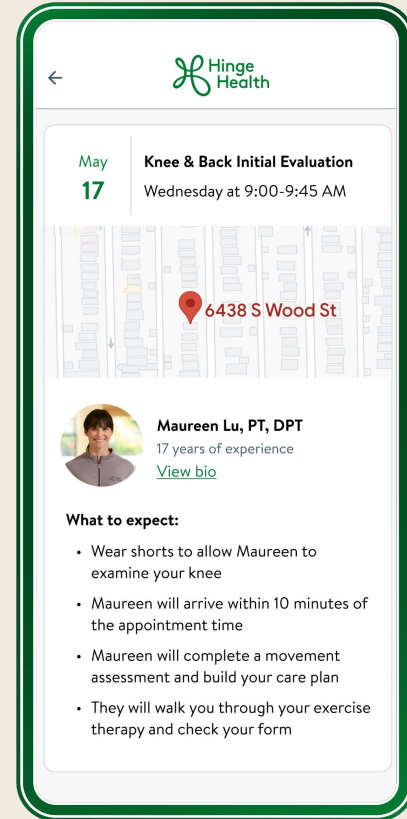 Hinge
Health
May
17
Knee & Back Initial Evaluation
Wednesday at 9:00-9:45 AM
6438 S Wood St
Maureen Lu, PT, DPT
17 years of experience
View bio
What to expect:
• Wear shorts to allow Maureen to
examine your knee
• Maureen will arrive within 10 minutes of
the appointment time
• Maureen will complete a movement
assessment and build your care plan
• They will walk you through your exercise
therapy and check your form